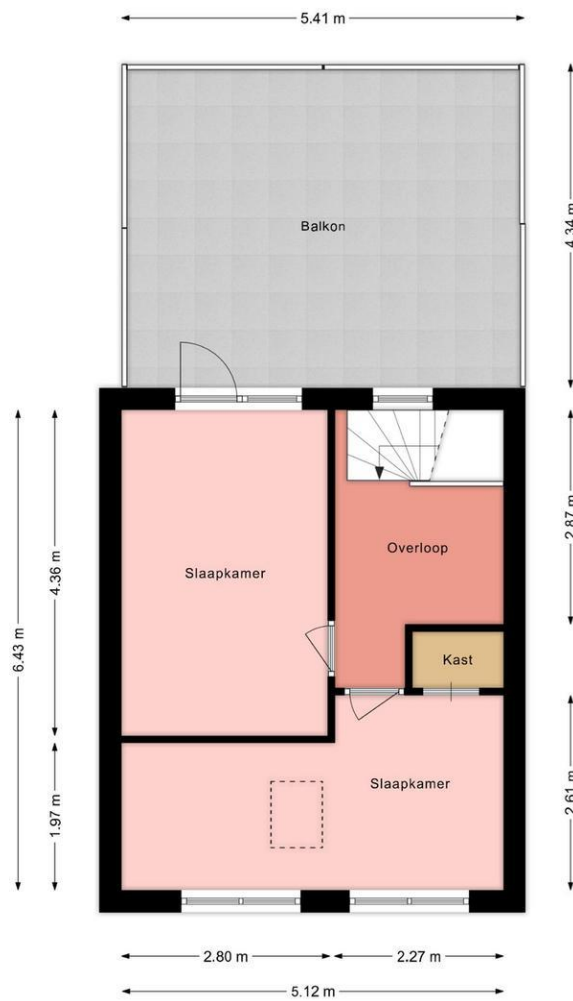 5.41 m
Balkon
4.34 m
Slaapkamer
Overloop
2.87 m
4.36 m
6.43 m
Kast
Slaapkamer
2.61 m
1.97 m
2.80 m
2.27 m
5.12 m